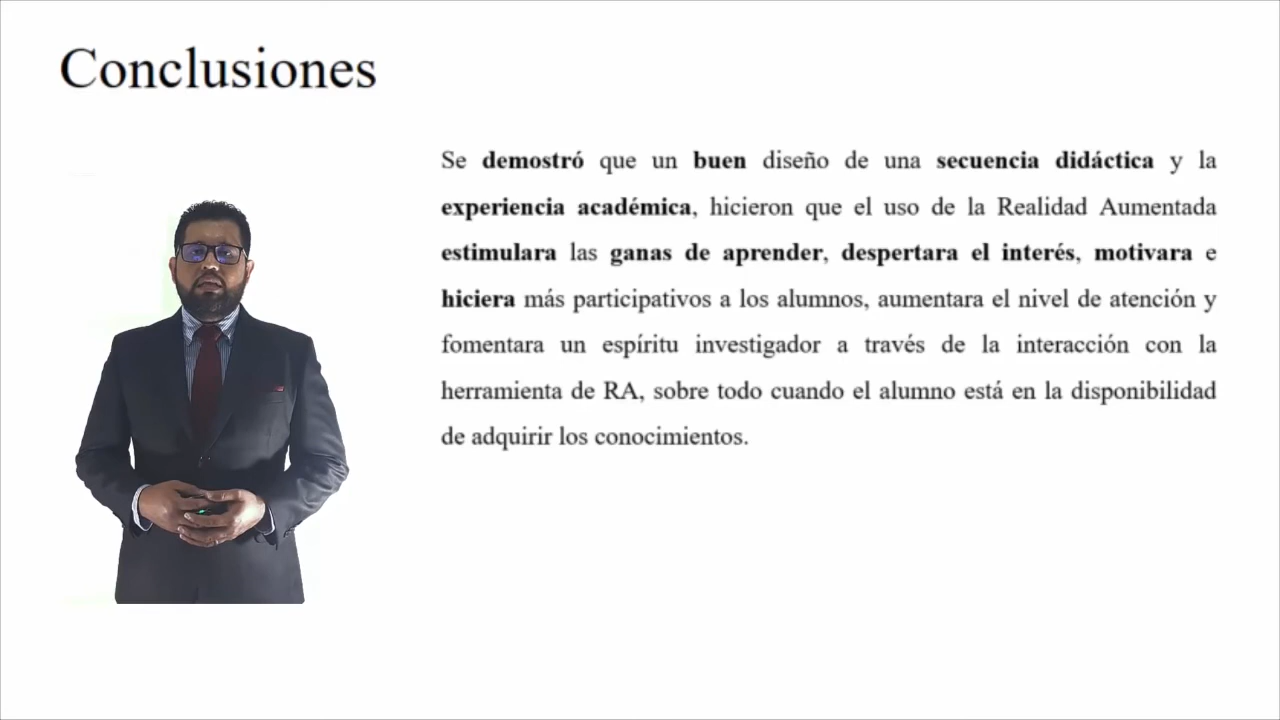 Conclusiones
Se demostró que un buen diseño de una secuencia didáctica y la
experiencia académica, hicieron que el uso de la Realidad Aumentada
estimulara las ganas de aprender, despertara el interés, motivara e
hiciera más participativos a los alumnos, aumentara el nivel de atención y
fomentara un espíritu investigador a través de la interacción con la
herramienta de RA, sobre todo cuando el alumno está en la disponibilidad
de adquirir los conocimientos.